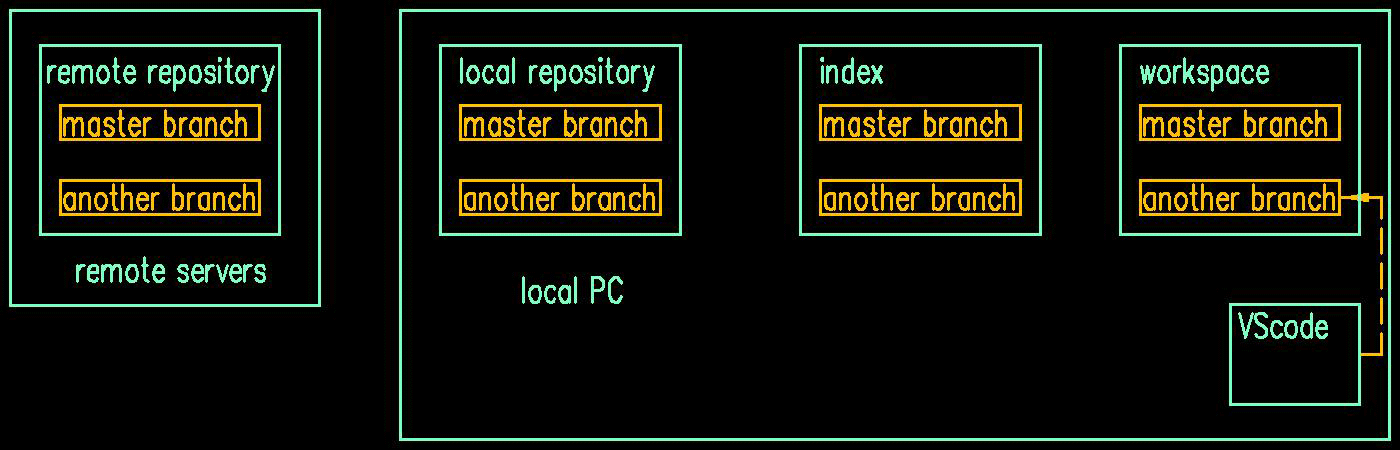 remote repository
master branch
another branch
remote servers
local repository
master branch
another branch
local PC
index
master branch
another branch
workspace
master branch
another branch
VScode